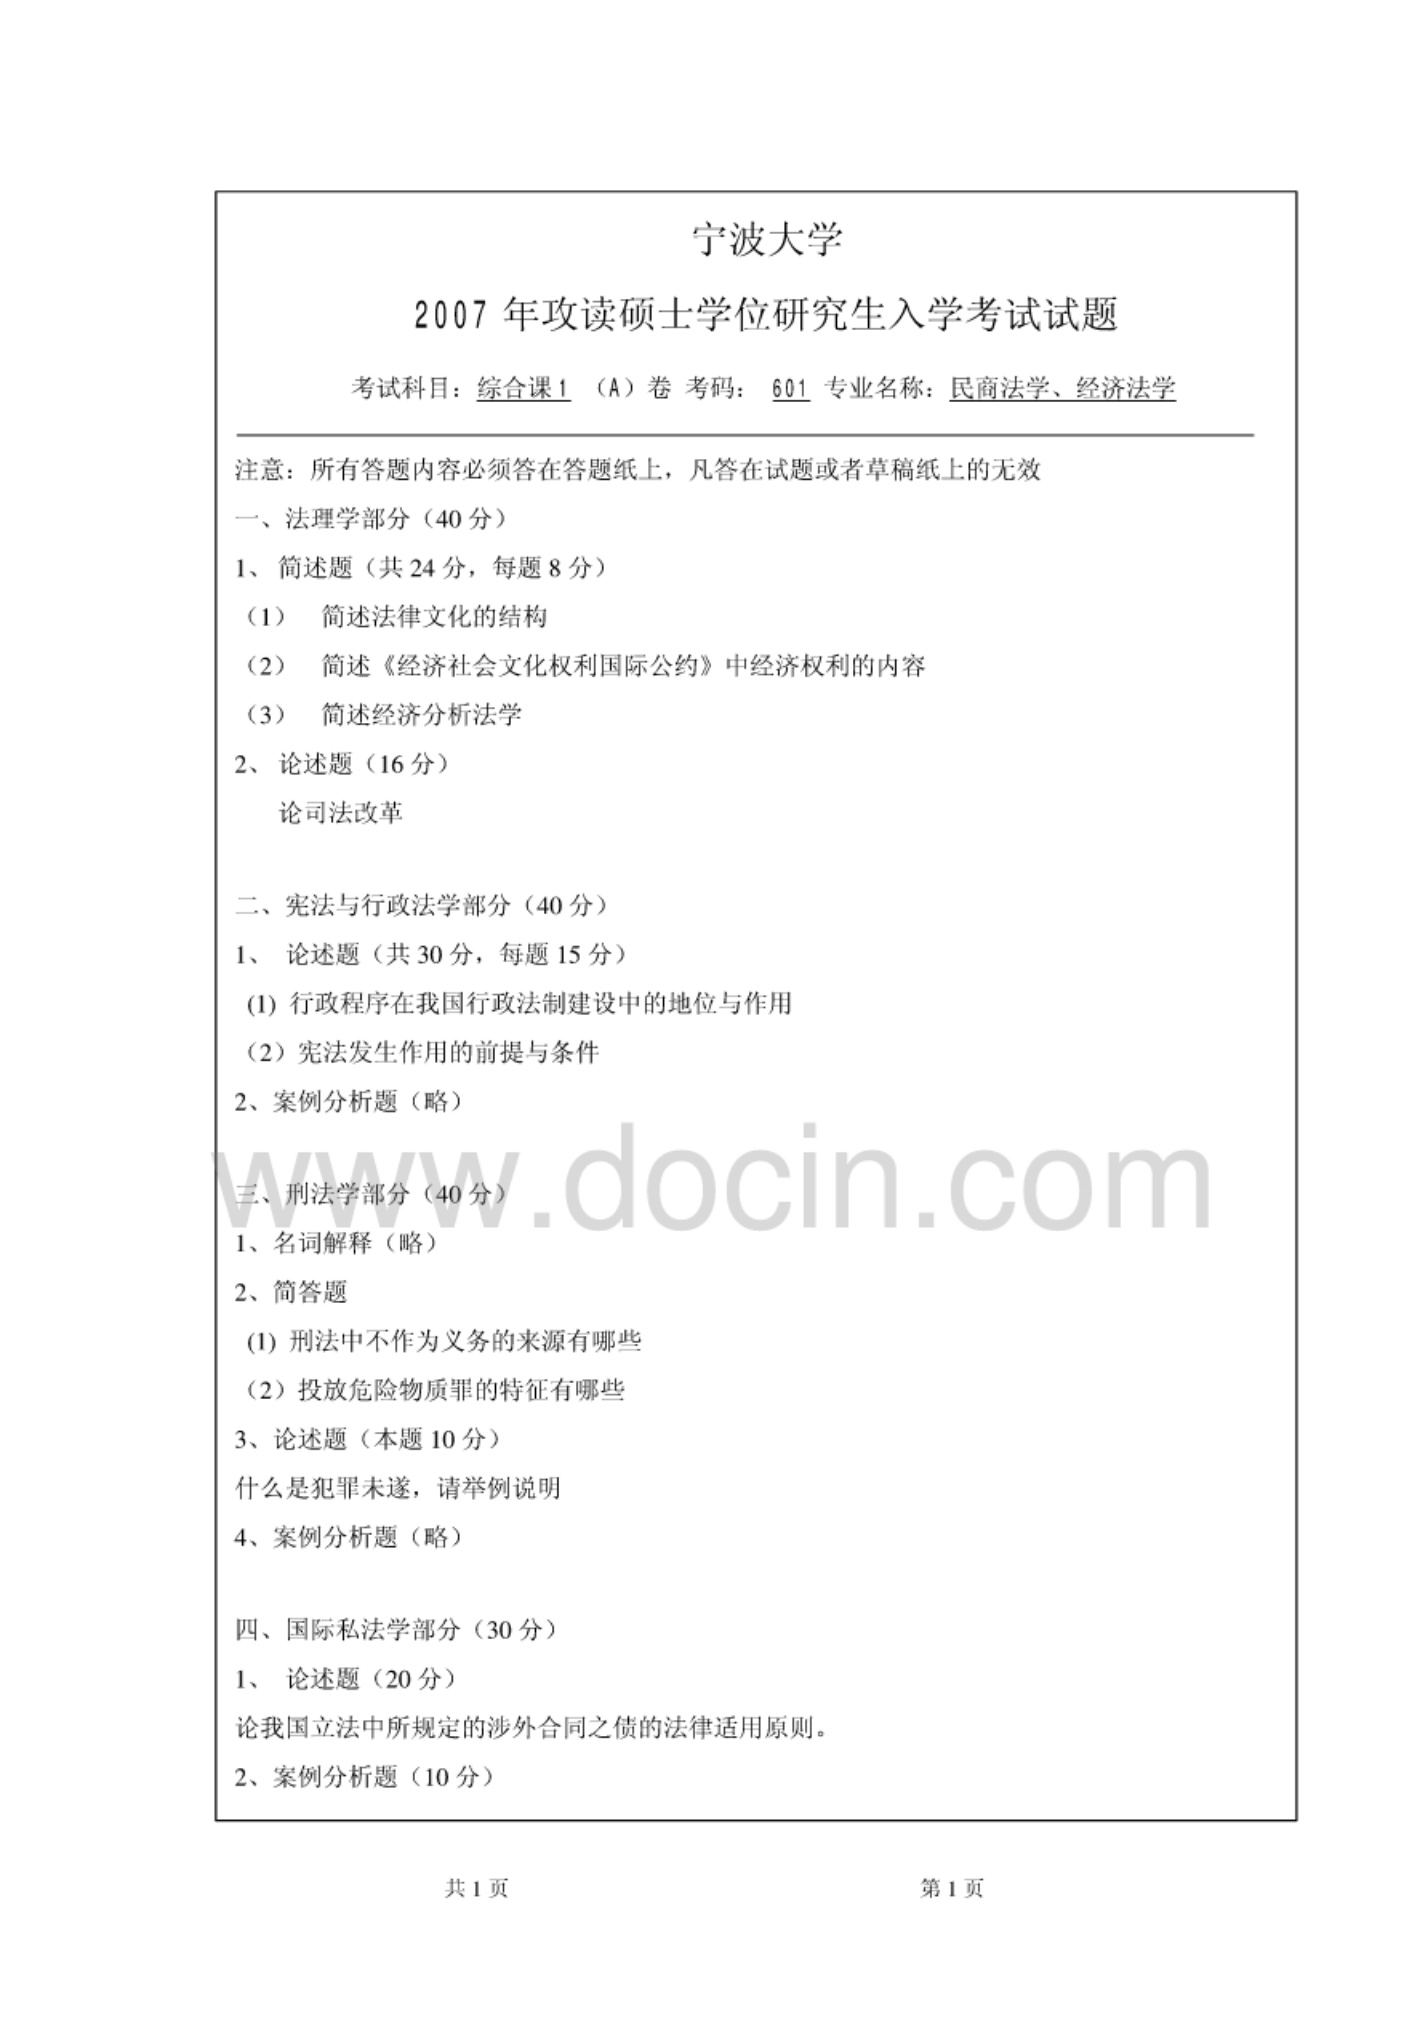 宁波大学
2007 年攻读硕士学位研究生入学考试试题
考试科目：综合课1 （A）卷 考码： 601 专业名称：民商法学、经济法学
注意：所有答题内容必须答在答题纸上，凡答在试题或者草稿纸上的无效
一、法理学部分（40 分）
1、 简述题（共 24 分，每题 8 分）
（1） 简述法律文化的结构
（2） 简述《经济社会文化权利国际公约》中经济权利的内容
（3） 简述经济分析法学
2、 论述题（16 分）
论司法改革
二、宪法与行政法学部分（40 分）
1、 论述题（共 30 分，每题 15 分）
(1) 行政程序在我国行政法制建设中的地位与作用
（2）宪法发生作用的前提与条件
2、案例分析题（略）
www.docin.com
三、刑法学部分（40 分）
1、名词解释（略）
2、简答题
(1) 刑法中不作为义务的来源有哪些
（2）投放危险物质罪的特征有哪些
3、论述题（本题 10 分）
什么是犯罪未遂，请举例说明
4、案例分析题（略）
四、国际私法学部分（30 分）
1、 论述题（20 分）
论我国立法中所规定的涉外合同之债的法律适用原则。
2、案例分析题（10 分）
共 1 页 第 1 页